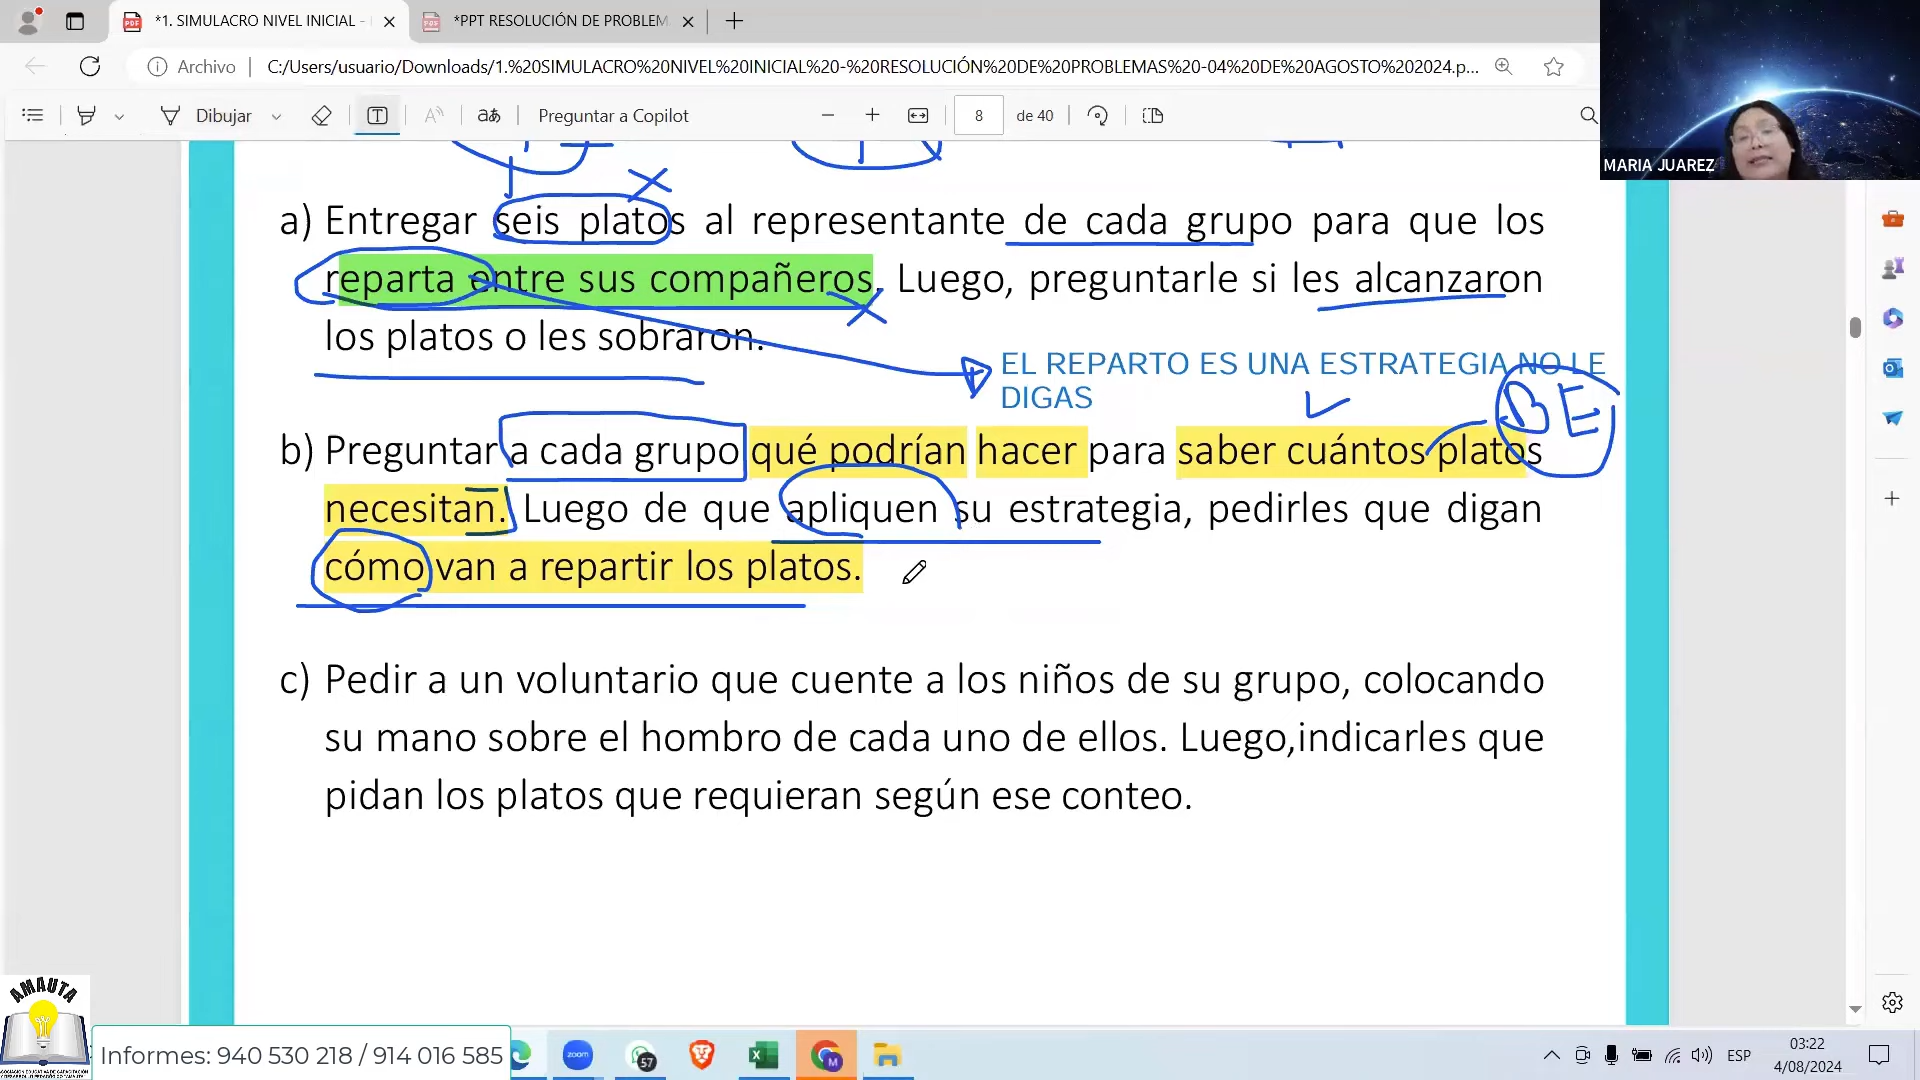 *1. SIMULACRO NIVEL INICIAL -
*PPT RESOLUCIÓN DE PROBLEM
Archivo
C:/Users/usuario/Downloads/1.%20SIMULACRO%20NIVEL%20INICIAL%20-%20RESOLUCIÓN%20DE%20PROBLEMAS%20-04%20DE%20AGOSTO%202024.p...
Dibujar
aあ
Preguntar a Copilot
8
de 40
MARIA JUAREZ
a) Entregar seis platos al representante de cada grupo para que los
reparta entre sus compañeros. Luego, preguntarle si les alcanzaron
los platos o les sobraron.
EL REPARTO ES UNA ESTRATEGIA NO LE
DIGAS
BE
b) Preguntar a cada grupo qué podrían hacer para saber cuántos platos
necesitan. Luego de que apliquen su estrategia, pedirles que digan
cómo van a repartir los platos.
c) Pedir a un voluntario que cuente a los niños de su grupo, colocando
su mano sobre el hombro de cada uno de ellos. Luego,indicarles que
pidan los platos que requieran según ese conteo.
AMAUTA
Informes: 940 530 218 / 914 016 585
zoom
57
M
ESP
03:22
4/08/2024